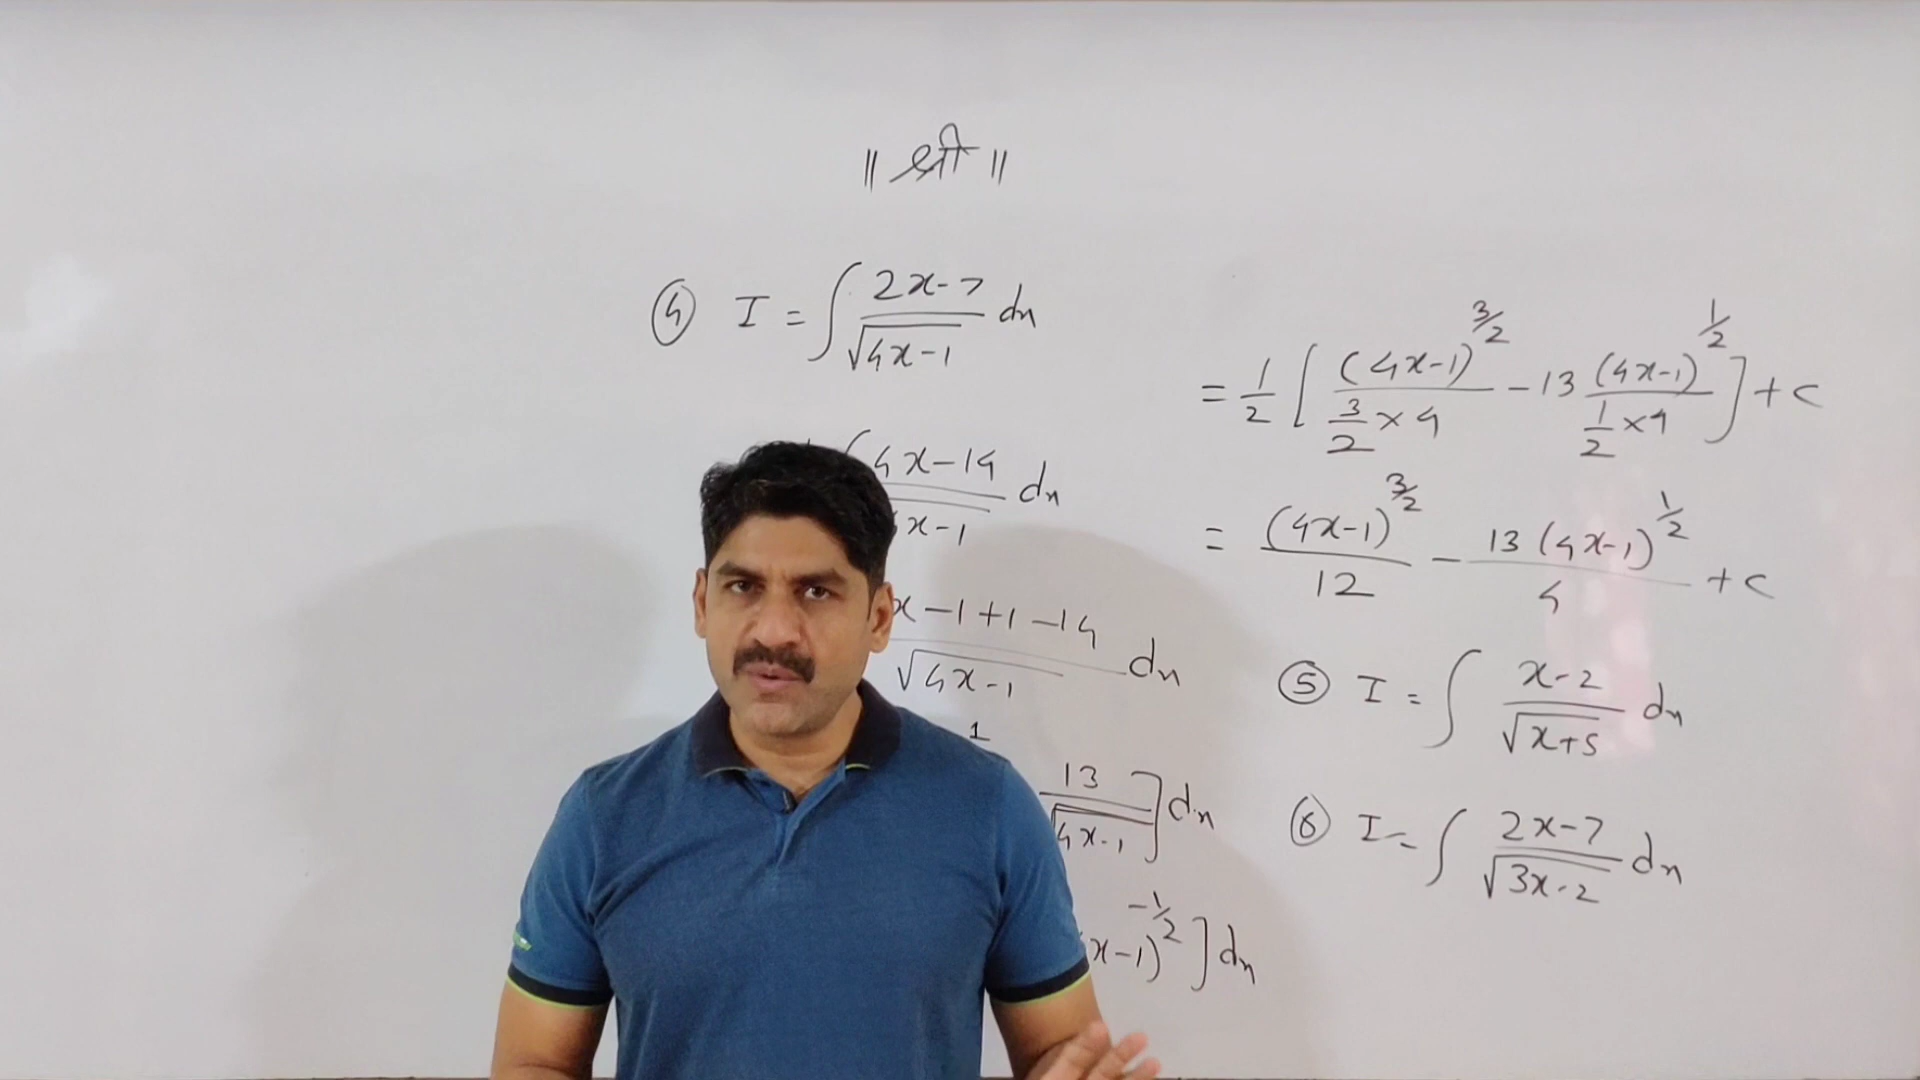 || श्री ||
④ I = ∫ (2x-7)/√(4x-1) dx
4x-14 dx
x-1
x-1+1-14 dx
√(4x-1)
1
13/√(4x-1) ] dx
x-1)^(-1/2) ] dx
= 1/2 [ (4x-1)^(3/2)/(3/2 × 4) - 13 (4x-1)^(1/2)/(1/2 × 4) ] + c
= (4x-1)^(3/2)/12 - 13(4x-1)^(1/2)/4 + c
⑤ I = ∫ (x-2)/√(x+5) dx
⑥ I = ∫ (2x-7)/√(3x-2) dx